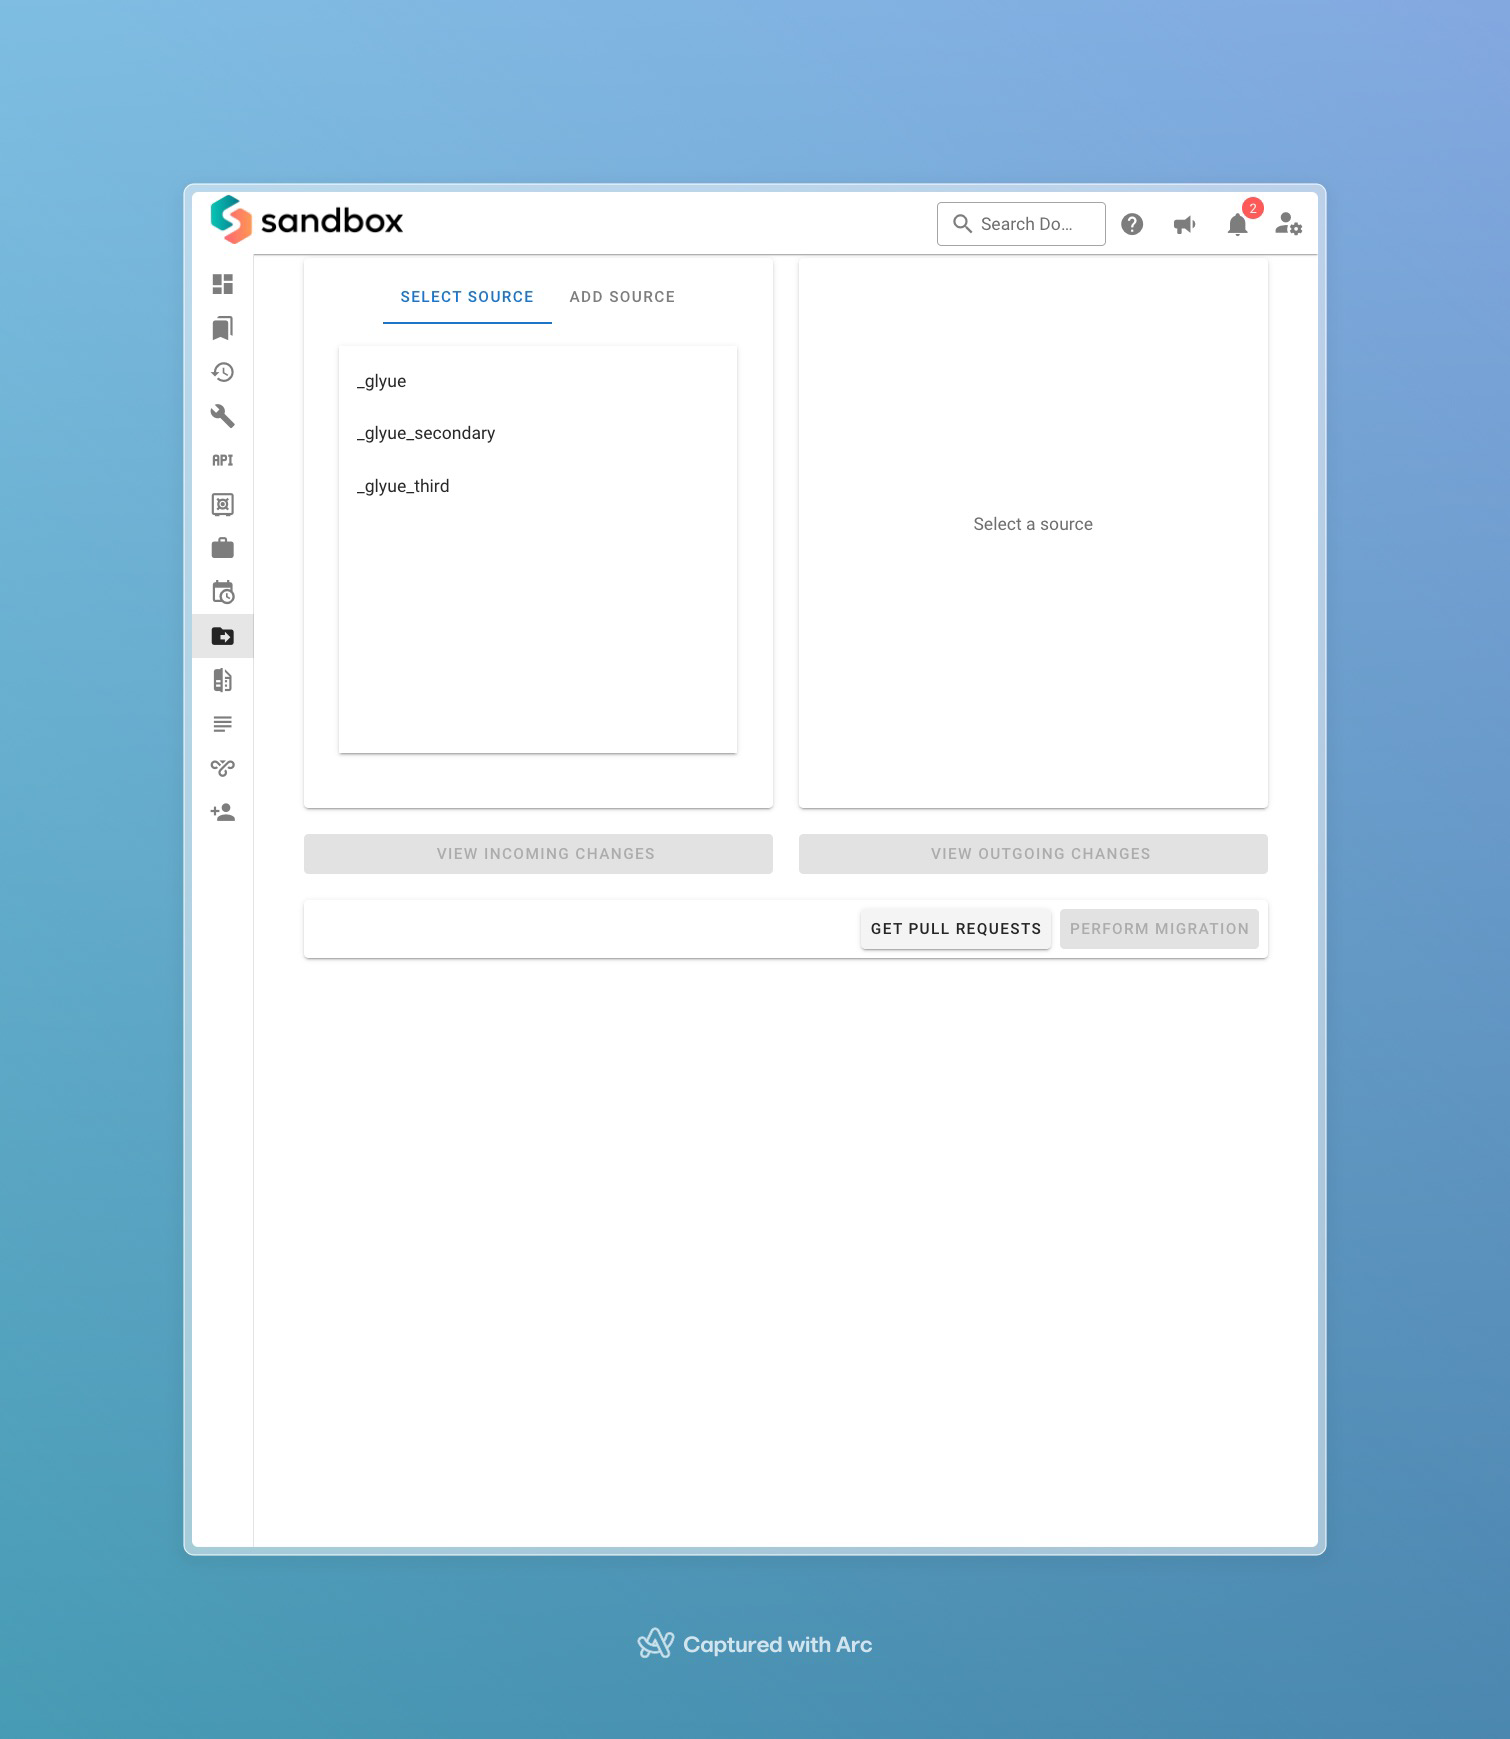 sandbox
Search Do...
2
SELECT SOURCE
ADD SOURCE
_glyue
_glyue_secondary
_glyue_third
Select a source
API
VIEW INCOMING CHANGES
VIEW OUTGOING CHANGES
GET PULL REQUESTS
PERFORM MIGRATION
Captured with Arc